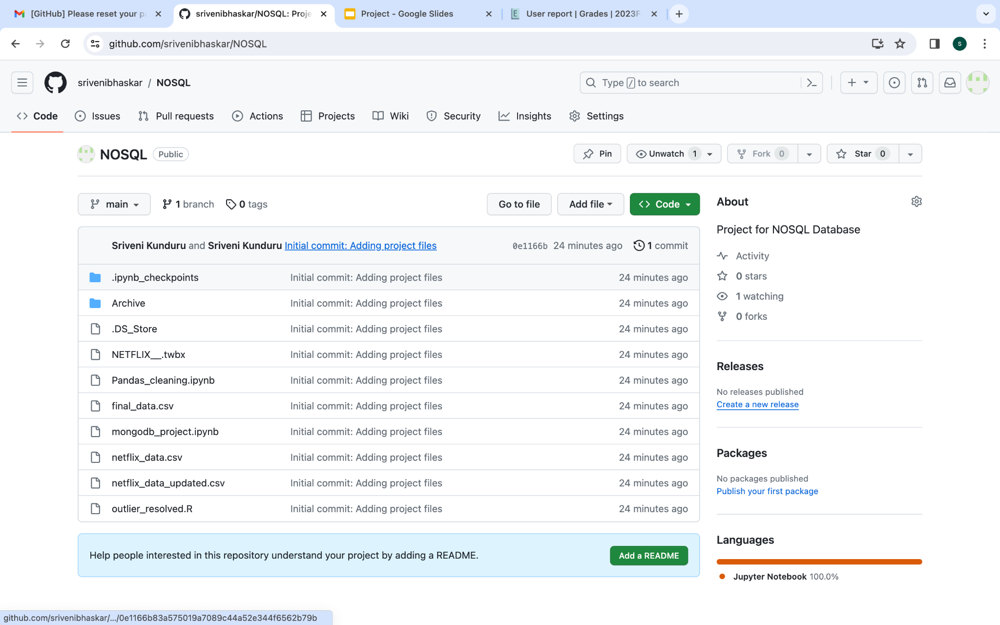 [GitHub] Please reset your pa
srivenibhaskar/NOSQL: Proje
Project - Google Slides
User report | Grades | 2023F
github.com/srivenibhaskar/NOSQL
S
srivenibhaskar / NOSQL
Type / to search
Code
Issues
Pull requests
Actions
Projects
Wiki
Security
Insights
Settings
NOSQL Public
Pin
Unwatch 1
Fork 0
Star 0
main
1 branch
0 tags
Go to file
Add file
Code
Sriveni Kunduru and Sriveni Kunduru Initial commit: Adding project files 0e1166b 24 minutes ago 1 commit
.ipynb_checkpoints Initial commit: Adding project files 24 minutes ago
Archive Initial commit: Adding project files 24 minutes ago
.DS_Store Initial commit: Adding project files 24 minutes ago
NETFLIX__.twbx Initial commit: Adding project files 24 minutes ago
Pandas_cleaning.ipynb Initial commit: Adding project files 24 minutes ago
final_data.csv Initial commit: Adding project files 24 minutes ago
mongodb_project.ipynb Initial commit: Adding project files 24 minutes ago
netflix_data.csv Initial commit: Adding project files 24 minutes ago
netflix_data_updated.csv Initial commit: Adding project files 24 minutes ago
outlier_resolved.R Initial commit: Adding project files 24 minutes ago
Help people interested in this repository understand your project by adding a README.
Add a README
About
Project for NOSQL Database
Activity
0 stars
1 watching
0 forks
Releases
No releases published
Create a new release
Packages
No packages published
Publish your first package
Languages
Jupyter Notebook 100.0%
github.com/srivenibhaskar/.../0e1166b83a575019a7089c44a52e344f6562b79b